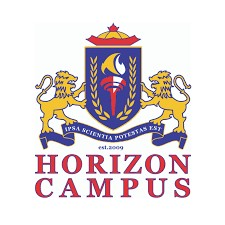 IPSA SCIENTIA POTESTAS EST
est.2009
HORIZON
CAMPUS